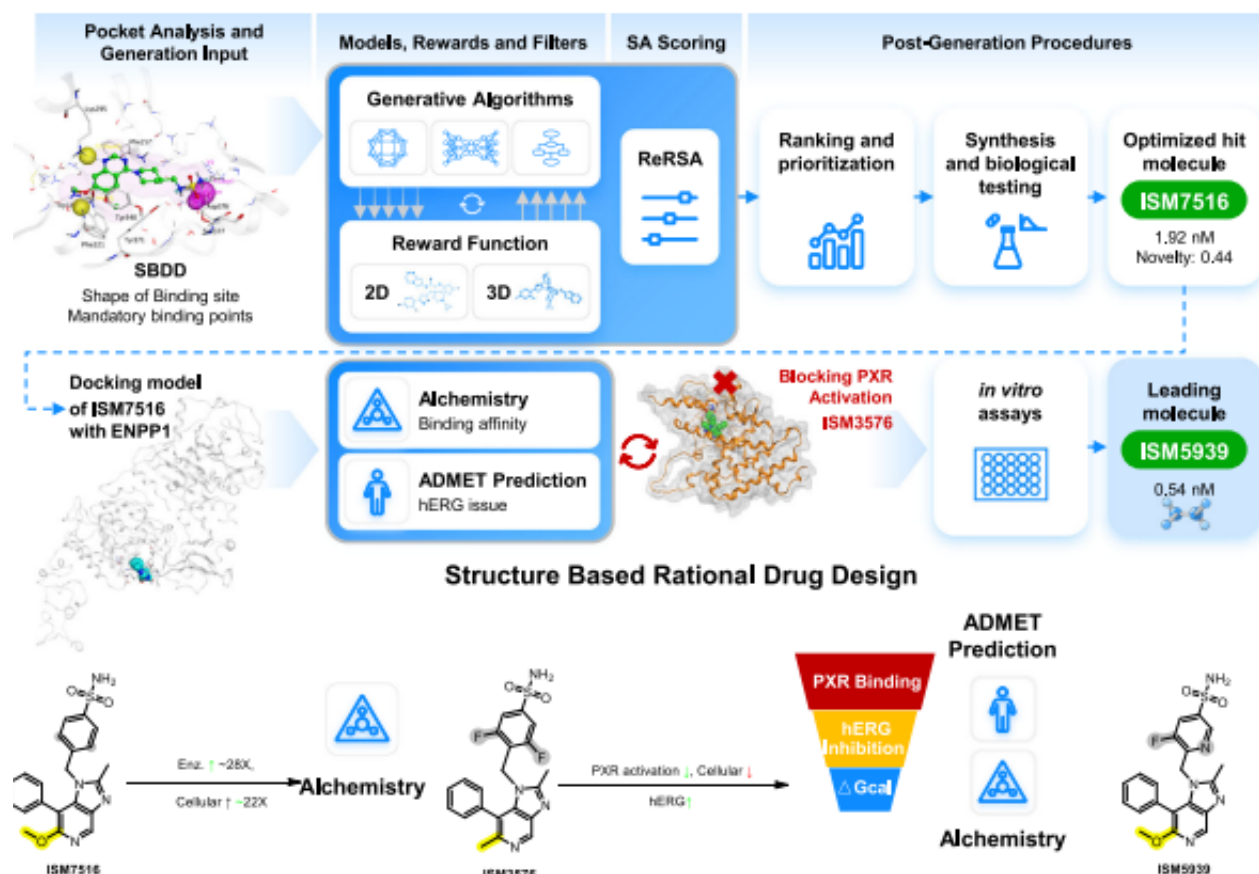 Pocket Analysis and
Generation Input
Models, Rewards and Filters
SA Scoring
Post-Generation Procedures
Generative Algorithms
Reward Function
2D
3D
ReRSA
Ranking and
prioritization
Synthesis
and biological
testing
Optimized hit
molecule
ISM7516
1.92 nM
Novelty: 0.44
SBDD
Shape of Binding site
Mandatory binding points
Docking model
of ISM7516
with ENPP1
Alchemistry
Binding affinity
ADMET Prediction
hERG issue
Blocking PXR
Activation
ISM3576
in vitro
assays
Leading
molecule
ISM5939
0.54 nM
Structure Based Rational Drug Design
NH₂
O S O
N
N
O N
ISM7516
Enz. ↑ ~28X,
Cellular ↑ ~22X
Alchemistry
NH₂
O S O
F F
N
N
N
ISM3576
PXR activation ↓, Cellular ↓
hERG↑
PXR Binding
hERG
Inhibition
△ Gcal
ADMET
Prediction
Alchemistry
NH₂
O S O
F N
N
N
O N
ISM5939